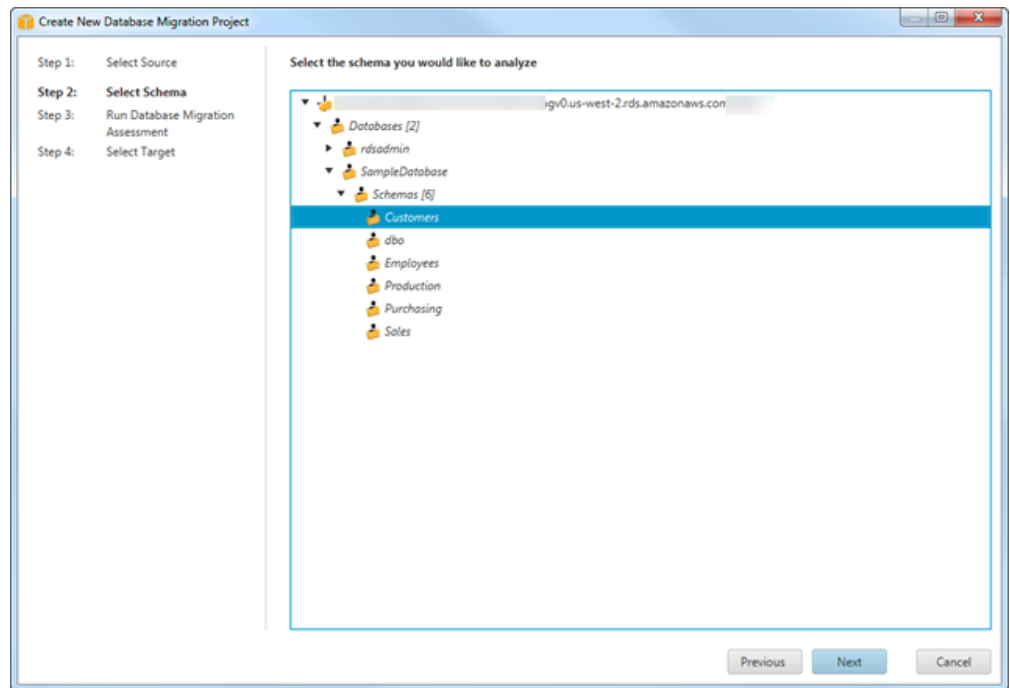 Create New Database Migration Project
Step 1: Select Source
Step 2: Select Schema
Step 3: Run Database Migration
Assessment
Step 4: Select Target
Select the schema you would like to analyze
.us-west-2.rds.amazonaws.com
Databases [2]
rdsadmin
SampleDatabase
Schemas [6]
Customers
dbo
Employees
Production
Purchasing
Sales
Previous Next Cancel